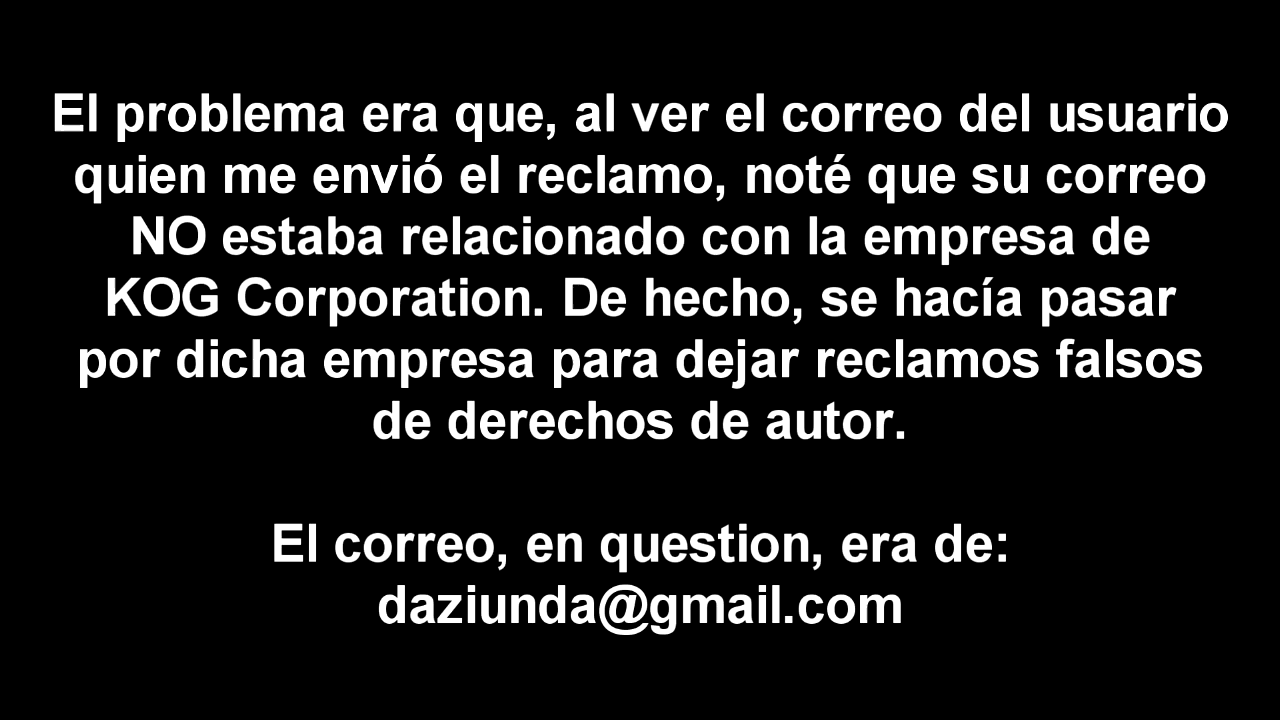 El problema era que, al ver el correo del usuario
quien me envió el reclamo, noté que su correo
NO estaba relacionado con la empresa de
KOG Corporation. De hecho, se hacía pasar
por dicha empresa para dejar reclamos falsos
de derechos de autor.
El correo, en question, era de:
daziunda@gmail.com